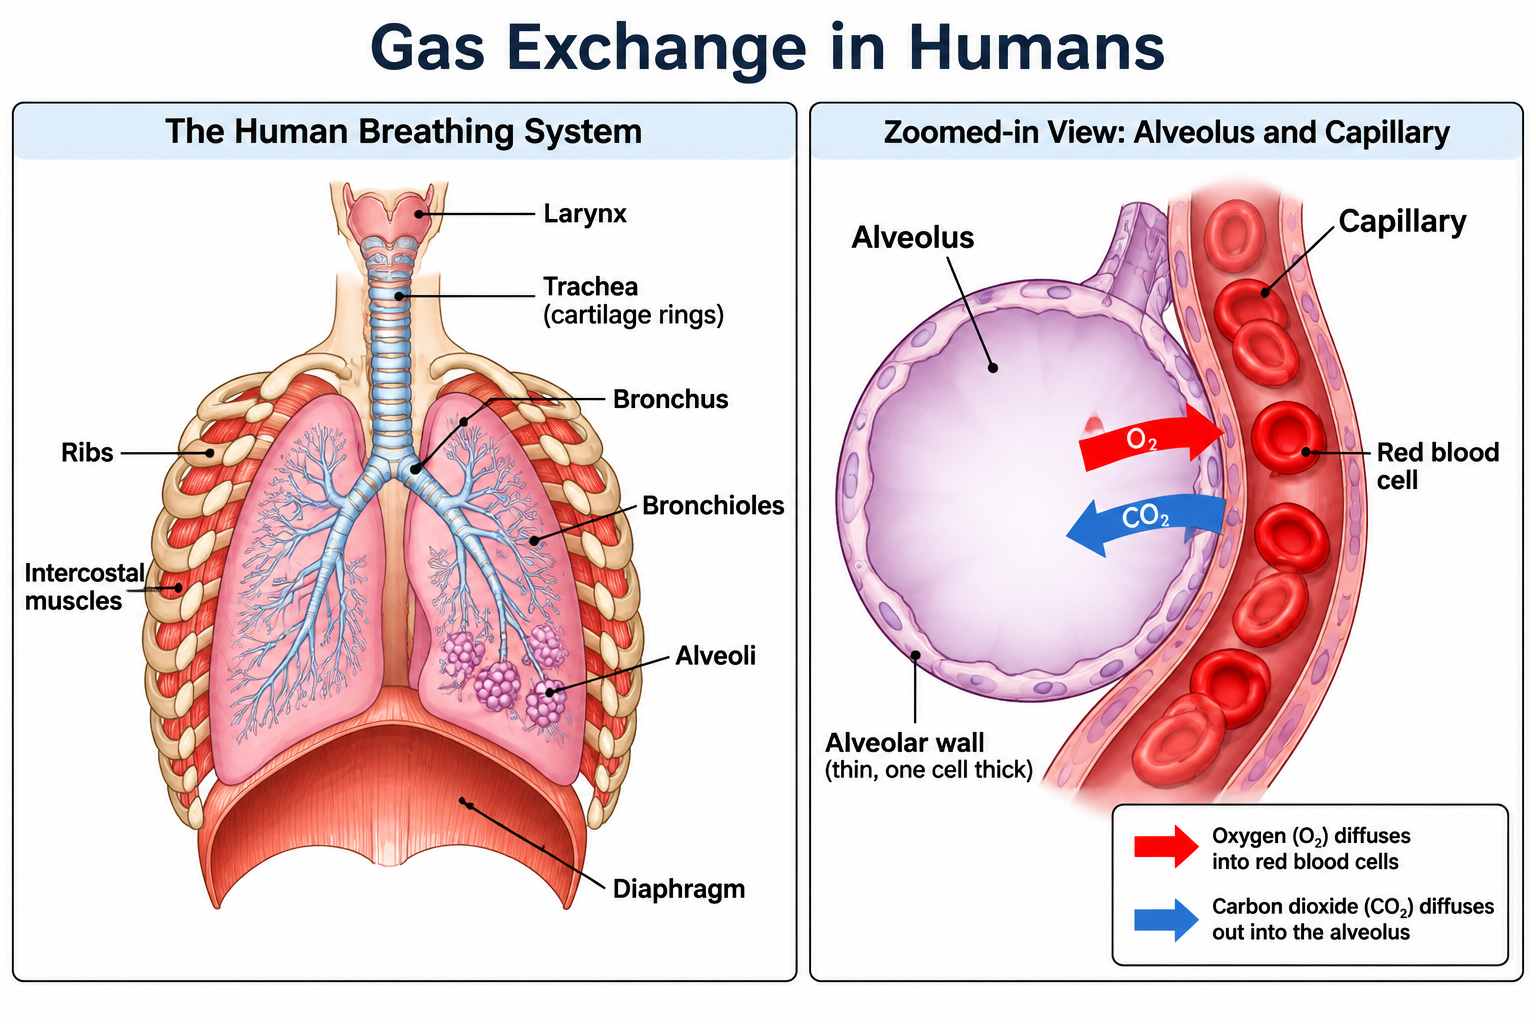 Gas Exchange in Humans
The Human Breathing System
Larynx
Trachea
(cartilage rings)
Bronchus
Ribs
Bronchioles
Intercostal
muscles
Alveoli
Diaphragm
Zoomed-in View: Alveolus and Capillary
Capillary
Alveolus
O₂
Red blood
cell
CO₂
Alveolar wall
(thin, one cell thick)
Oxygen (O₂) diffuses
into red blood cells
Carbon dioxide (CO₂) diffuses
out into the alveolus